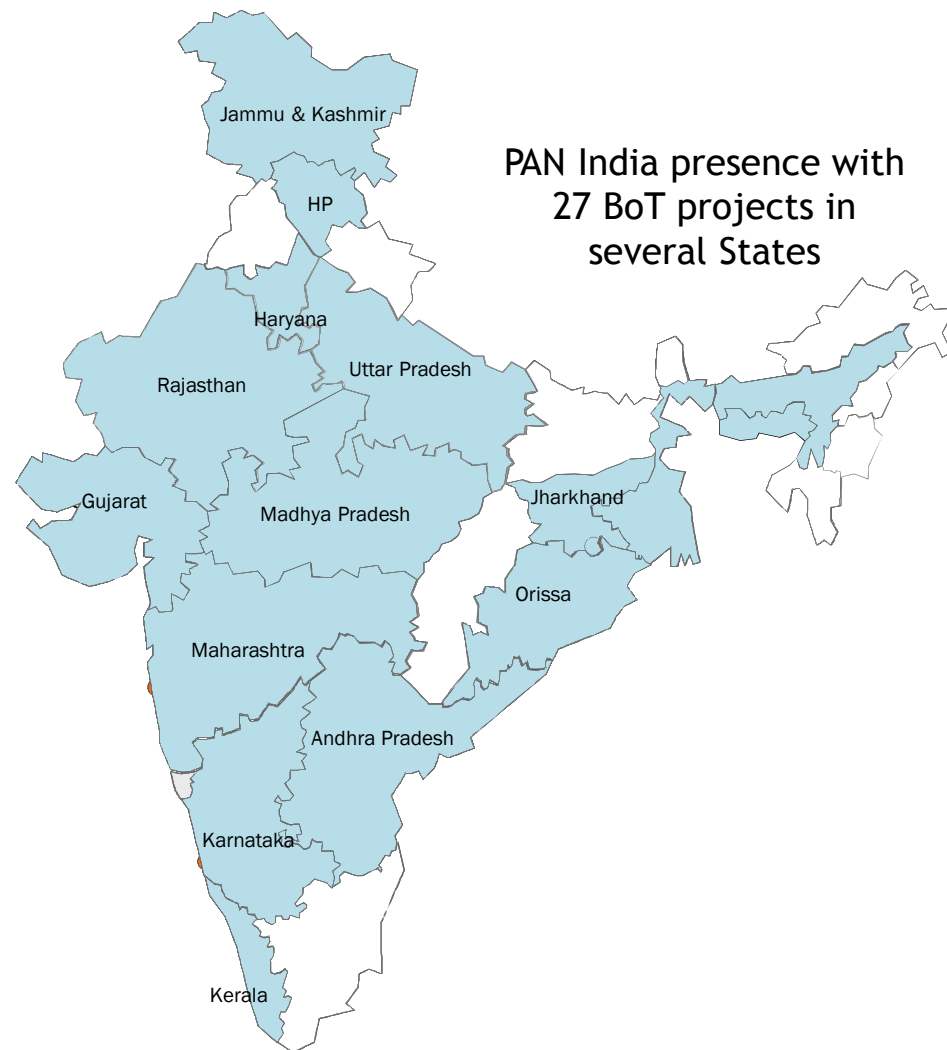 Jammu & Kashmir
PAN India presence with
27 BoT projects in
several States
HP
Haryana
Uttar Pradesh
Rajasthan
Jharkhand
Gujarat
Madhya Pradesh
Orissa
Maharashtra
Andhra Pradesh
Karnataka
Kerala